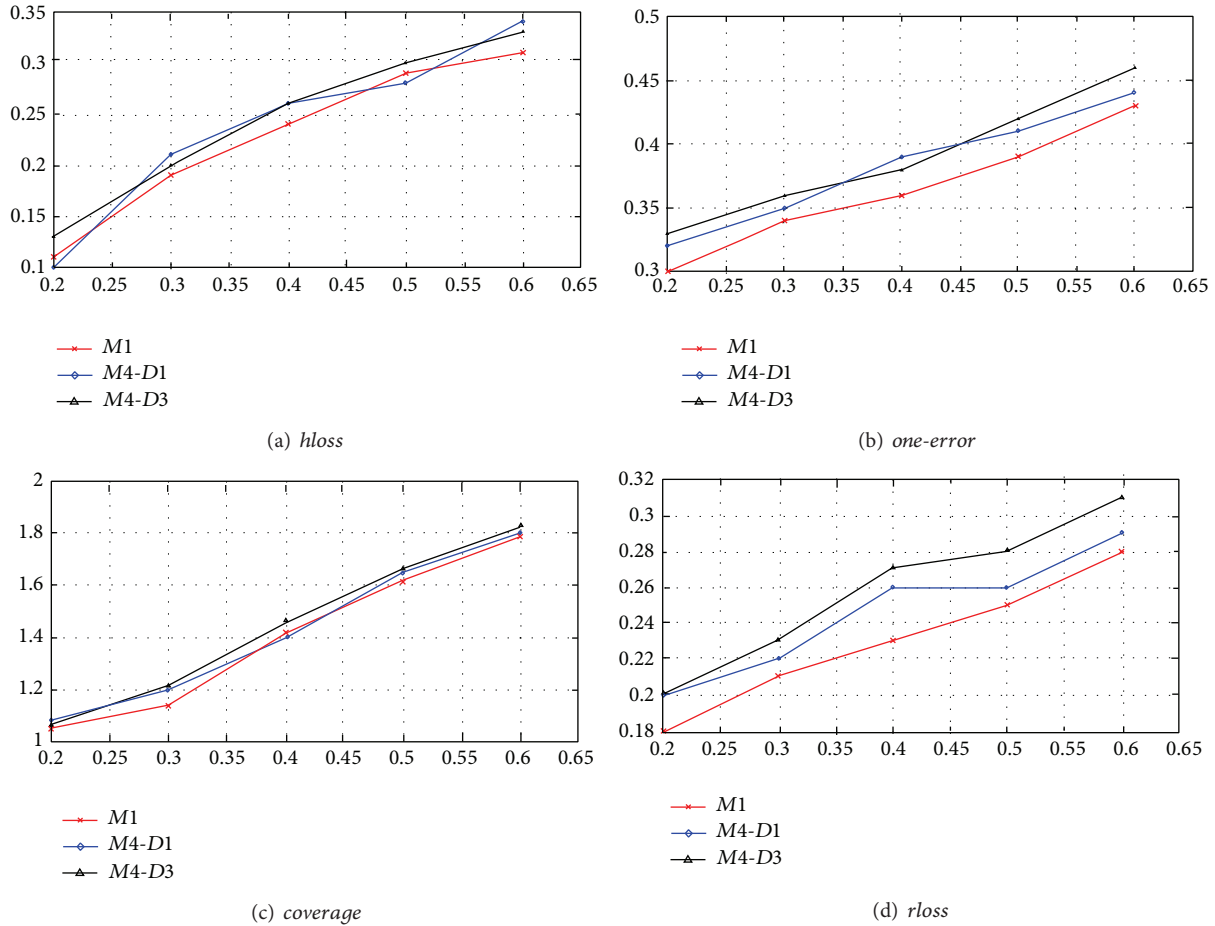 0.35
0.3
0.25
0.2
0.15
0.1
0.2 0.25 0.3 0.35 0.4 0.45 0.5 0.55 0.6 0.65
M1
M4-D1
M4-D3
(a) hloss
0.5
0.45
0.4
0.35
0.3
0.2 0.25 0.3 0.35 0.4 0.45 0.5 0.55 0.6 0.65
M1
M4-D1
M4-D3
(b) one-error
2
1.8
1.6
1.4
1.2
1
0.2 0.25 0.3 0.35 0.4 0.45 0.5 0.55 0.6 0.65
M1
M4-D1
M4-D3
(c) coverage
0.32
0.3
0.28
0.26
0.24
0.22
0.2
0.18
0.2 0.25 0.3 0.35 0.4 0.45 0.5 0.55 0.6 0.65
M1
M4-D1
M4-D3
(d) rloss